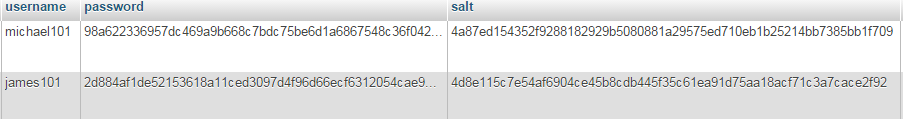 username password salt
michael101 98a622336957dc469a9b668c7bdc75be6d1a6867548c36f042... 4a87ed154352f9288182929b5080881a29575ed710eb1b25214bb7385bb1f709
james101 2d884af1de52153618a11ced3097d4f96d66ecf6312054cae9... 4d8e115c7e54af6904ce45b8cdb445f35c61ea91d75aa18acf71c3a7cace2f92